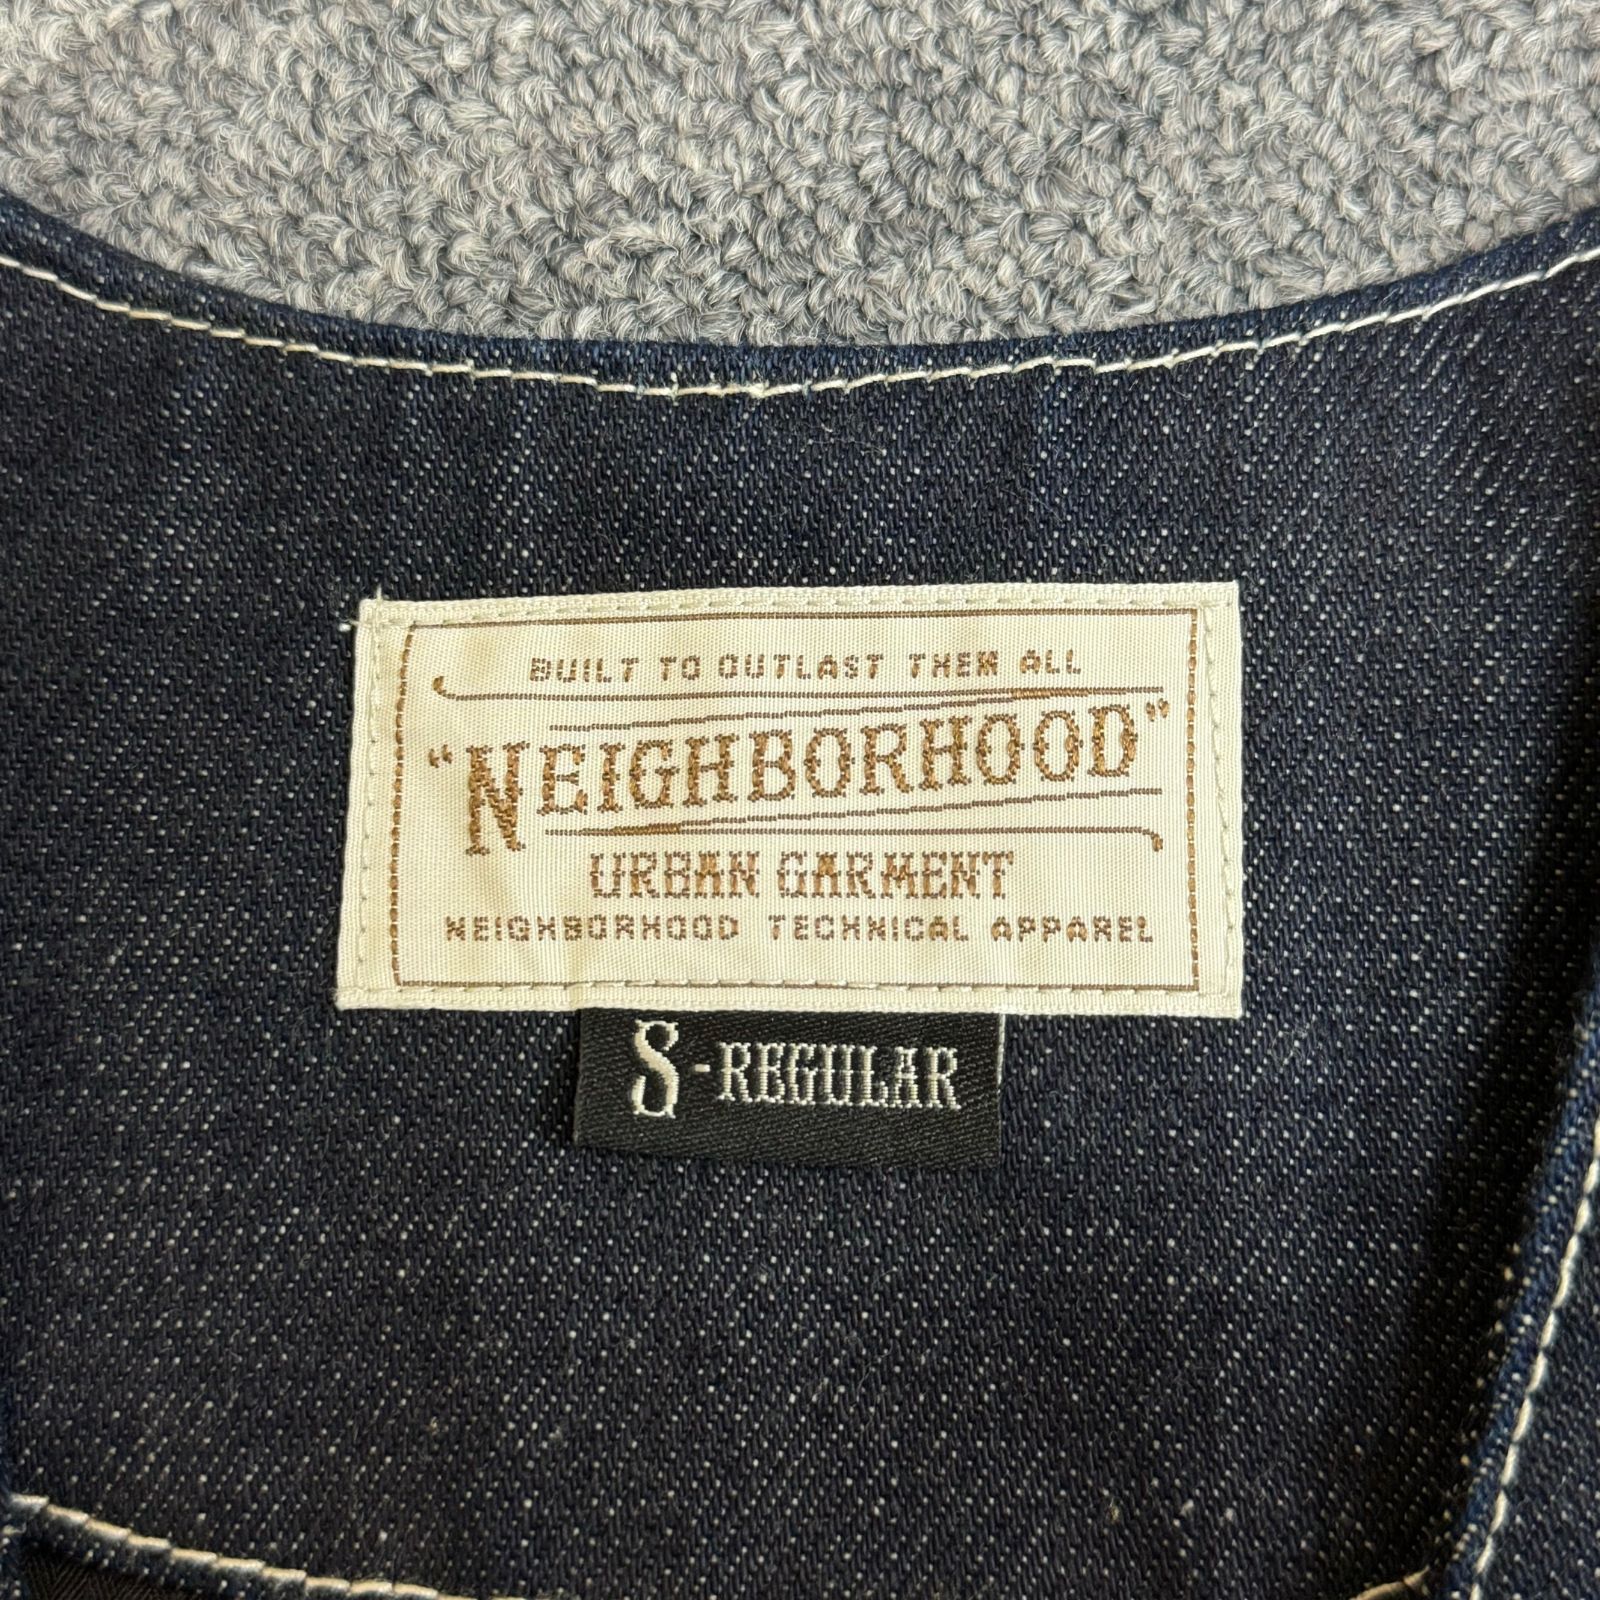 BUILT TO OUTLAST THEM ALL
"NEIGHBORHOOD"
URBAN GARMENT
NEIGHBORHOOD TECHNICAL APPAREL
S-REGULAR